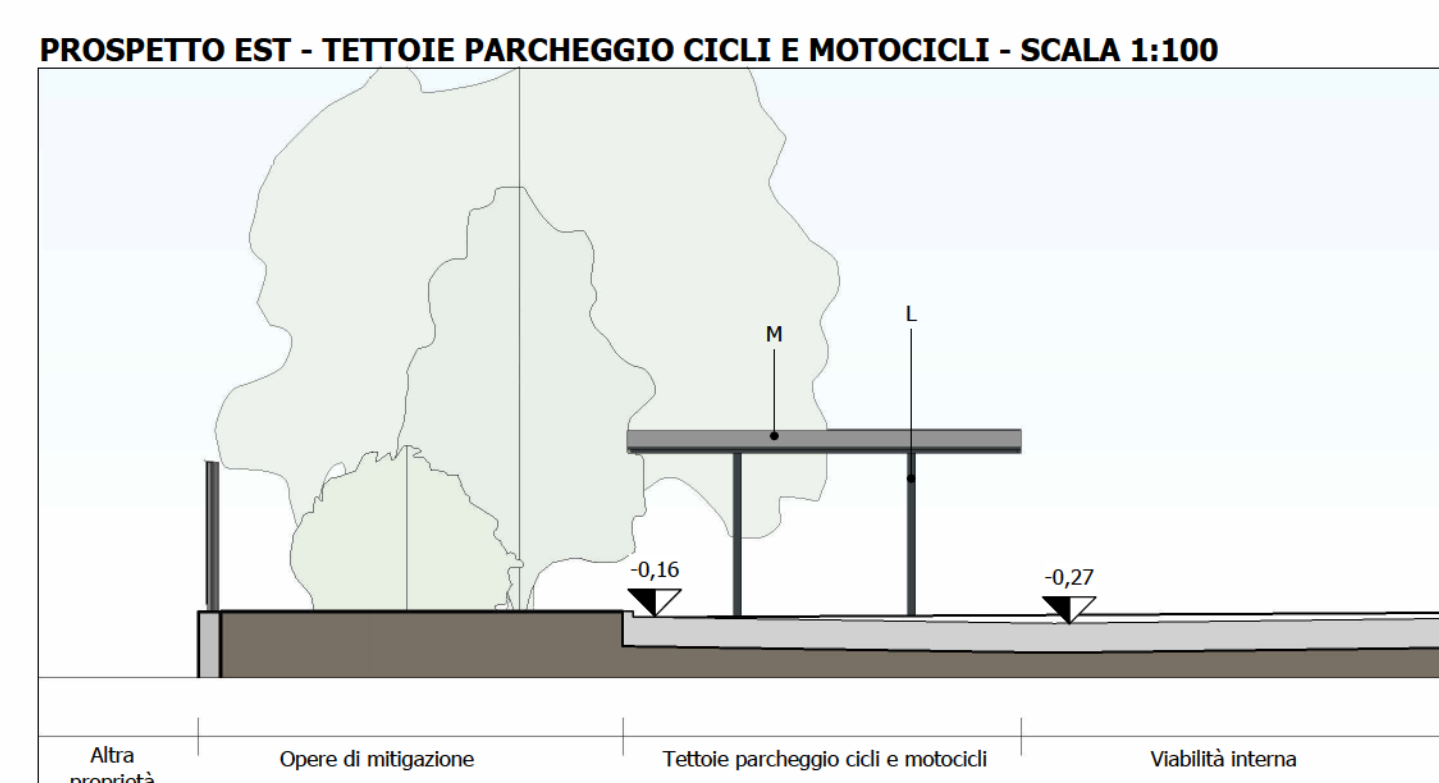 PROSPETTO EST - TETTOIE PARCHEGGIO CICLI E MOTOCICLI - SCALA 1:100
L
M
-0,16
-0,27
Altra
proprietà
Opere di mitigazione
Tettoie parcheggio cicli e motocicli
Viabilità interna